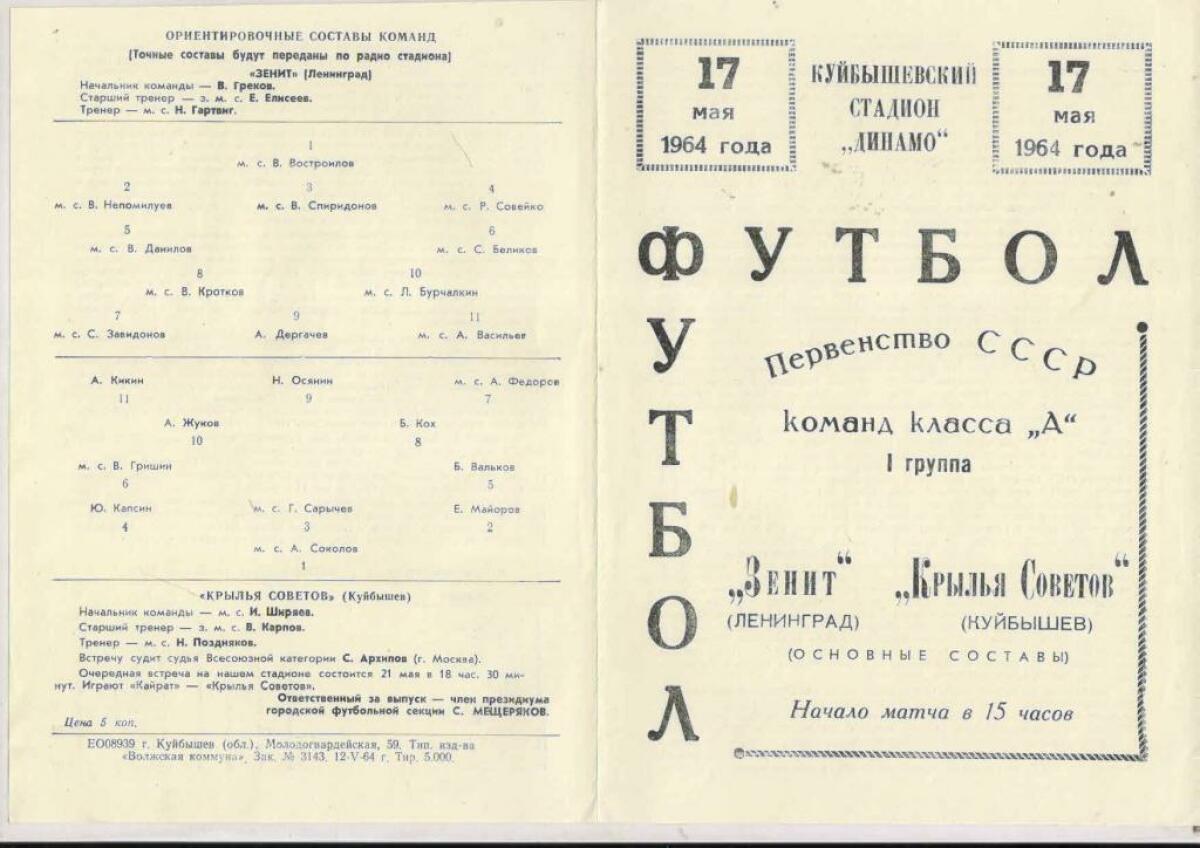 ОРИЕНТИРОВОЧНЫЕ СОСТАВЫ КОМАНД
(Точные составы будут переданы по радио стадиона)
«ЗЕНИТ» (Ленинград)
Начальник команды — В. Греков.
Старший тренер — з. м. с. Е. Елисеев.
Тренер — м. с. Н. Гартвиг.
1
м. с. В. Востроилов
2 3 4
м. с. В. Непомилуев м. с. В. Спиридонов м. с. Р. Совейко
5 6
м. с. В. Данилов м. с. С. Беликов
8 10
м. с. В. Кротков м. с. Л. Бурчалкин
7 9 11
м. с. С. Завидонов А. Дергачев м. с. А. Васильев
А. Кикин Н. Осянин м. с. А. Федоров
11 9 7
А. Жуков Б. Кох
10 8
м. с. В. Гришин Б. Вальков
6 5
Ю. Капсин м. с. Г. Сарычев Е. Майоров
4 3 2
м. с. А. Соколов
1
«КРЫЛЬЯ СОВЕТОВ» (Куйбышев)
Начальник команды — м. с. И. Ширяев.
Старший тренер — з. м. с. В. Карпов.
Тренер — м. с. Н. Поздняков.
Встречу судит судья Всесоюзной категории С. Архипов (г. Москва).
Очередная встреча на нашем стадионе состоится 21 мая в 18 час. 30 ми-
нут. Играют «Кайрат» — «Крылья Советов».
Ответственный за выпуск — член президиума
городской футбольной секции С. МЕЩЕРЯКОВ.
Цена 5 коп.
ЕО08939 г. Куйбышев (обл.), Молодогвардейская, 59. Тип. изд-ва
«Волжская коммуна». Зак. № 3143. 12-V-64 г. Тир. 5.000.
17
мая
1964 года
КУЙБЫШЕВСКИЙ
СТАДИОН
„ДИНАМО“
17
мая
1964 года
ФУТБОЛ
УТБОЛ
Первенство СССР
команд класса „А“
I группа
„Зенит“ „Крылья Советов“
(ЛЕНИНГРАД) (КУЙБЫШЕВ)
(ОСНОВНЫЕ СОСТАВЫ)
Начало матча в 15 часов